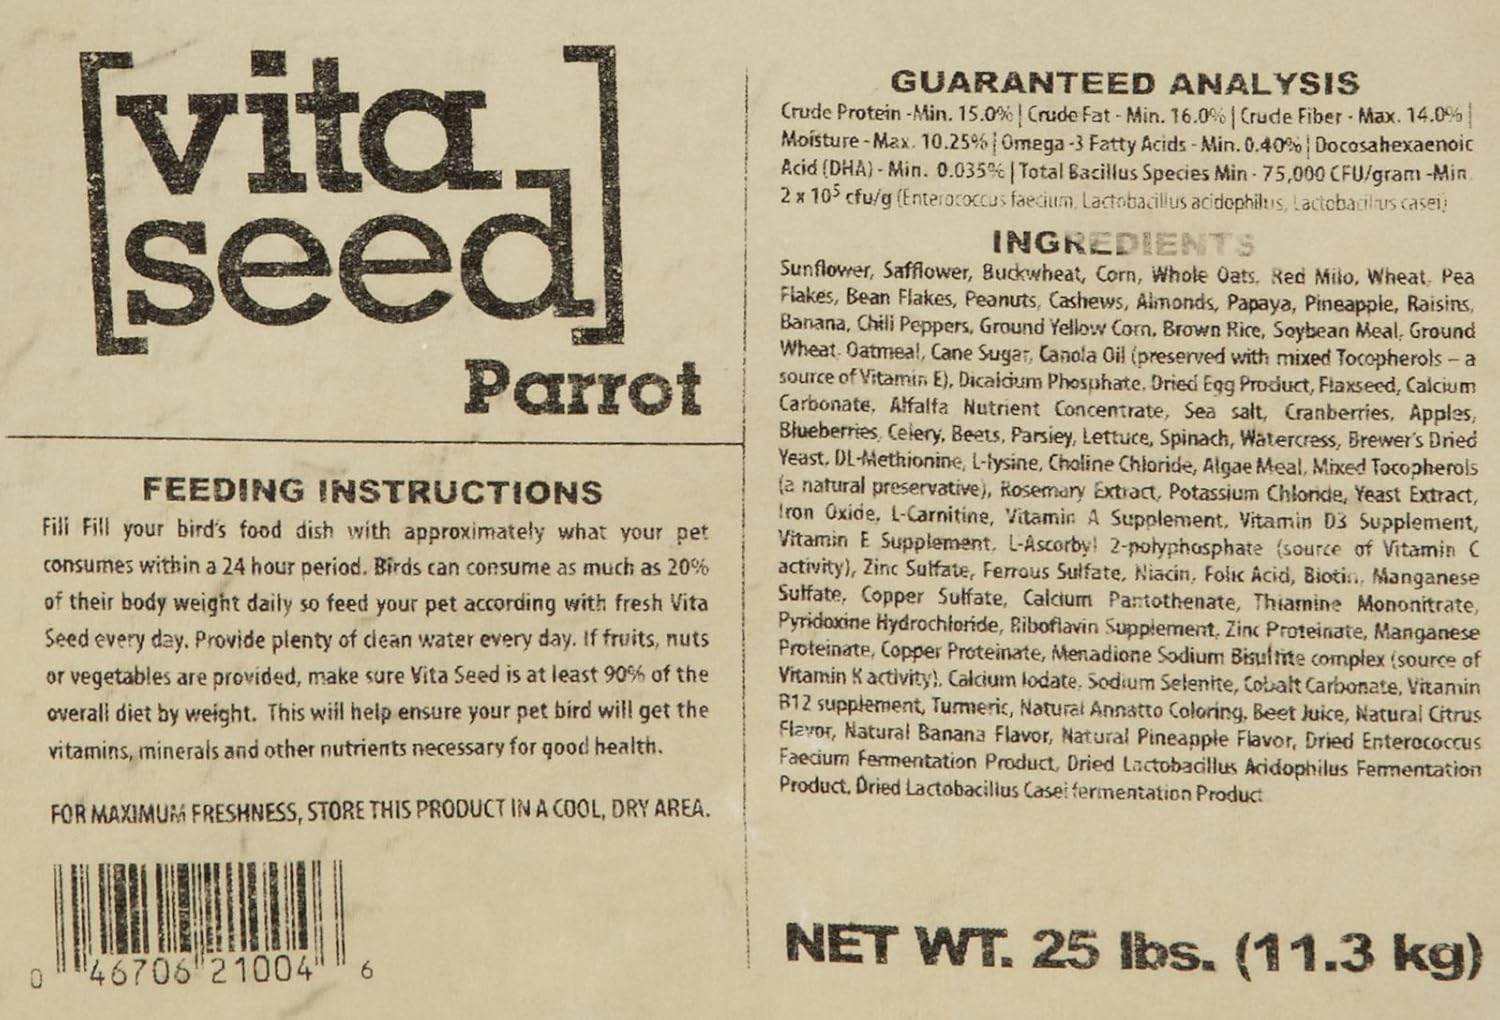 [vita
seed]
Parrot
FEEDING INSTRUCTIONS
Fill Fill your bird's food dish with approximately what your pet
consumes within a 24 hour period. Birds can consume as much as 20%
of their body weight daily so feed your pet according with fresh Vita
Seed every day. Provide plenty of clean water every day. If fruits, nuts
or vegetables are provided, make sure Vita Seed is at least 90% of the
overall diet by weight. This will help ensure your pet bird will get the
vitamins, minerals and other nutrients necessary for good health.
FOR MAXIMUM FRESHNESS, STORE THIS PRODUCT IN A COOL, DRY AREA.
0 46706 21004 6
GUARANTEED ANALYSIS
Crude Protein -Min. 15.0% | Crude Fat - Min. 16.0% | Crude Fiber - Max. 14.0% |
Moisture - Max. 10.25% | Omega -3 Fatty Acids - Min. 0.40% | Docosahexaenoic
Acid (DHA) - Min. 0.035% | Total Bacillus Species Min - 75,000 CFU/gram -Min
2 x 10⁵ cfu/g (Enterococcus faecium, Lactobacillus acidophilus, Lactobacillus casei)
INGREDIENTS
Sunflower, Safflower, Buckwheat, Corn, Whole Oats, Red Milo, Wheat, Pea
Flakes, Bean Flakes, Peanuts, Cashews, Almonds, Papaya, Pineapple, Raisins,
Banana, Chili Peppers, Ground Yellow Corn, Brown Rice, Soybean Meal, Ground
Wheat, Oatmeal, Cane Sugar, Canola Oil (preserved with mixed Tocopherols – a
source of Vitamin E), Dicalcium Phosphate, Dried Egg Product, Flaxseed, Calcium
Carbonate, Alfalfa Nutrient Concentrate, Sea salt, Cranberries, Apples,
Blueberries, Celery, Beets, Parsley, Lettuce, Spinach, Watercress, Brewer's Dried
Yeast, DL-Methionine, L-lysine, Choline Chloride, Algae Meal, Mixed Tocopherols
(a natural preservative), Rosemary Extract, Potassium Chloride, Yeast Extract,
Iron Oxide, L-Carnitine, Vitamin A Supplement, Vitamin D3 Supplement,
Vitamin E Supplement, L-Ascorbyl 2-polyphosphate (source of Vitamin C
activity), Zinc Sulfate, Ferrous Sulfate, Niacin, Folic Acid, Biotin, Manganese
Sulfate, Copper Sulfate, Calcium Pantothenate, Thiamine Mononitrate,
Pyridoxine Hydrochloride, Riboflavin Supplement, Zinc Proteinate, Manganese
Proteinate, Copper Proteinate, Menadione Sodium Bisulfite complex (source of
Vitamin K activity), Calcium Iodate, Sodium Selenite, Cobalt Carbonate, Vitamin
B12 supplement, Turmeric, Natural Annatto Coloring, Beet Juice, Natural Citrus
Flavor, Natural Banana Flavor, Natural Pineapple Flavor, Dried Enterococcus
Faecium Fermentation Product, Dried Lactobacillus Acidophilus Fermentation
Product, Dried Lactobacillus Casei fermentation Product
NET WT. 25 lbs. (11.3 kg)